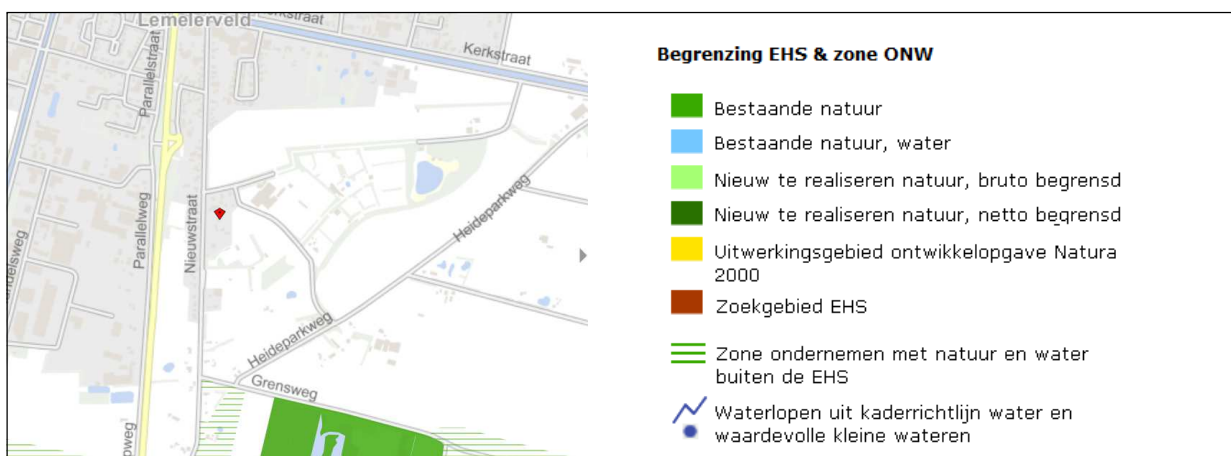 Lemelerveld
Kerkstraat
Kerkstraat
Parallelstraat
Parallelweg
Nieuwstraat
Heideparkweg
Heideparkweg
Grensweg
Begrenzing EHS & zone ONW
Bestaande natuur
Bestaande natuur, water
Nieuw te realiseren natuur, bruto begrensd
Nieuw te realiseren natuur, netto begrensd
Uitwerkingsgebied ontwikkelopgave Natura
2000
Zoekgebied EHS
Zone ondernemen met natuur en water
buiten de EHS
Waterlopen uit kaderrichtlijn water en
waardevolle kleine wateren